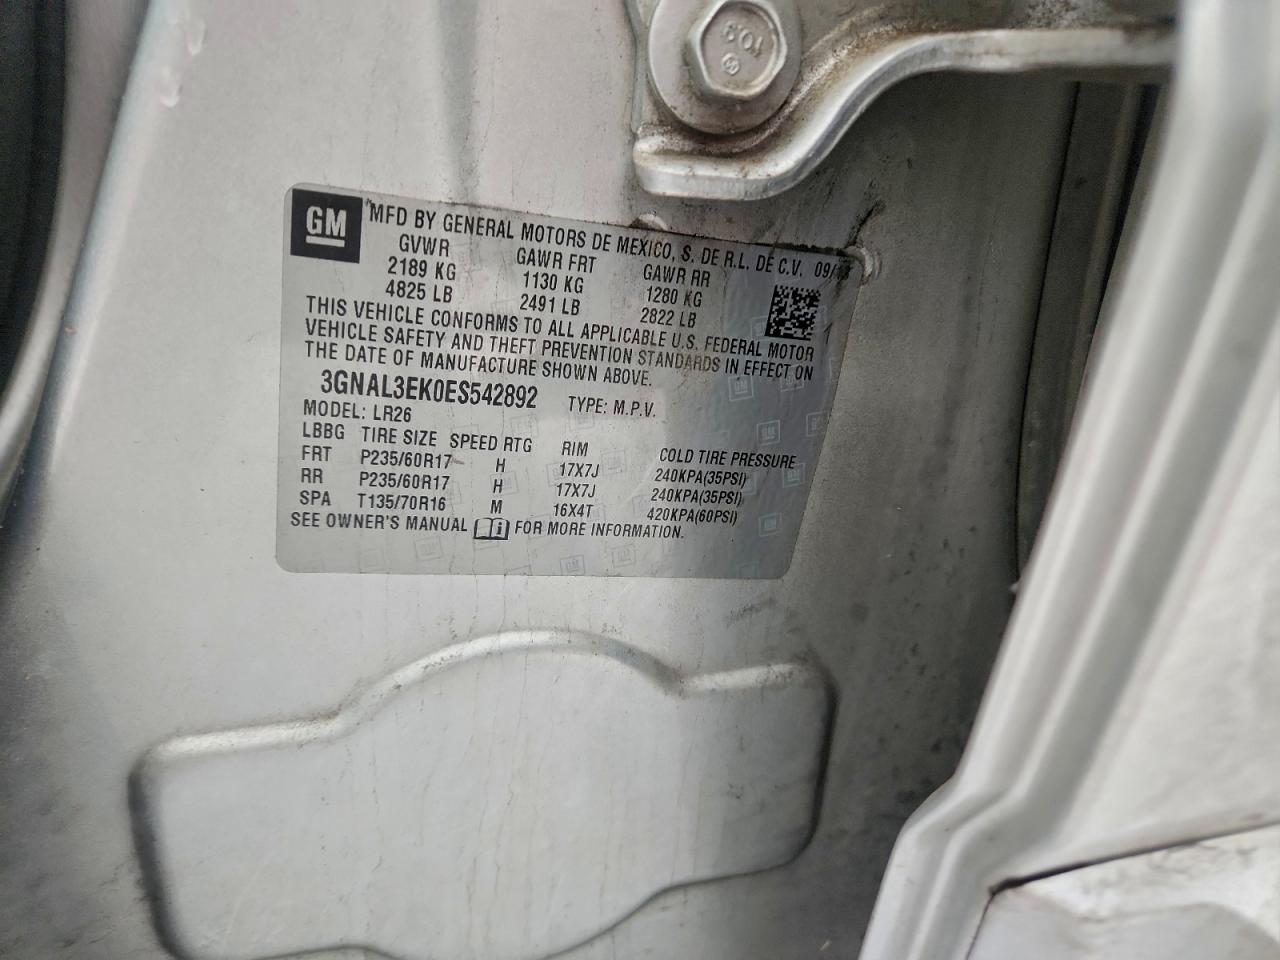 10.9
GM
MFD BY GENERAL MOTORS DE MEXICO, S. DE R.L. DE C.V. 09/13
GVWR GAWR FRT GAWR RR
2189 KG 1130 KG 1280 KG
4825 LB 2491 LB 2822 LB
THIS VEHICLE CONFORMS TO ALL APPLICABLE U.S. FEDERAL MOTOR
VEHICLE SAFETY AND THEFT PREVENTION STANDARDS IN EFFECT ON
THE DATE OF MANUFACTURE SHOWN ABOVE.
3GNAL3EK0ES542892 TYPE: M.P.V.
MODEL: LR26
LBBG TIRE SIZE SPEED RTG RIM COLD TIRE PRESSURE
FRT P235/60R17 H 17X7J 240KPA(35PSI)
RR P235/60R17 H 17X7J 240KPA(35PSI)
SPA T135/70R16 M 16X4T 420KPA(60PSI)
SEE OWNER'S MANUAL FOR MORE INFORMATION.